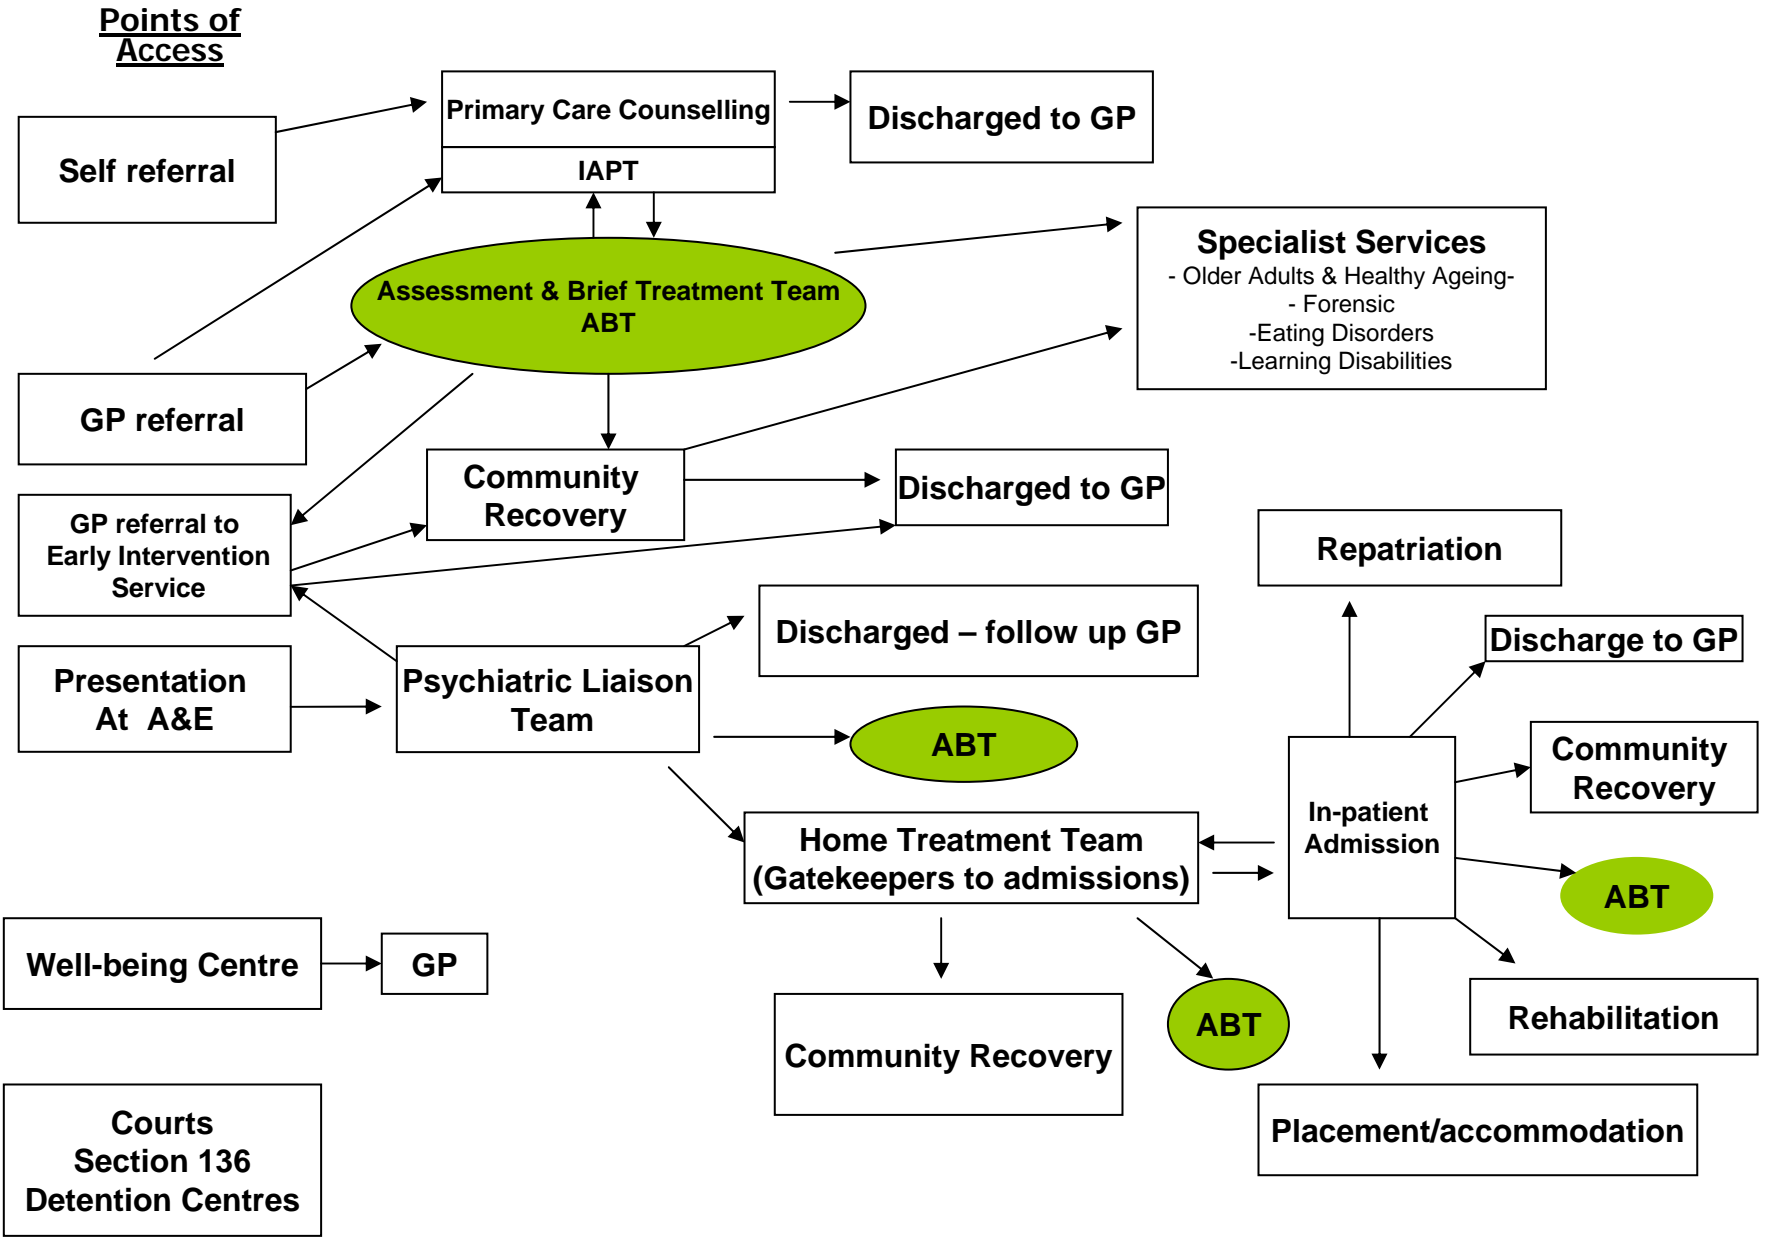 Points of
Access
Primary Care Counselling
IAPT
Discharged to GP
Self referral
Specialist Services
- Older Adults & Healthy Ageing-
- Forensic
-Eating Disorders
-Learning Disabilities
Assessment & Brief Treatment Team
ABT
GP referral
Community
Recovery
Discharged to GP
GP referral to
Early Intervention
Service
Repatriation
Discharged – follow up GP
Discharge to GP
Presentation
At A&E
Psychiatric Liaison
Team
ABT
Community
Recovery
In-patient
Admission
Home Treatment Team
(Gatekeepers to admissions)
ABT
Well-being Centre
GP
Rehabilitation
ABT
Community Recovery
Courts
Section 136
Detention Centres
Placement/accommodation